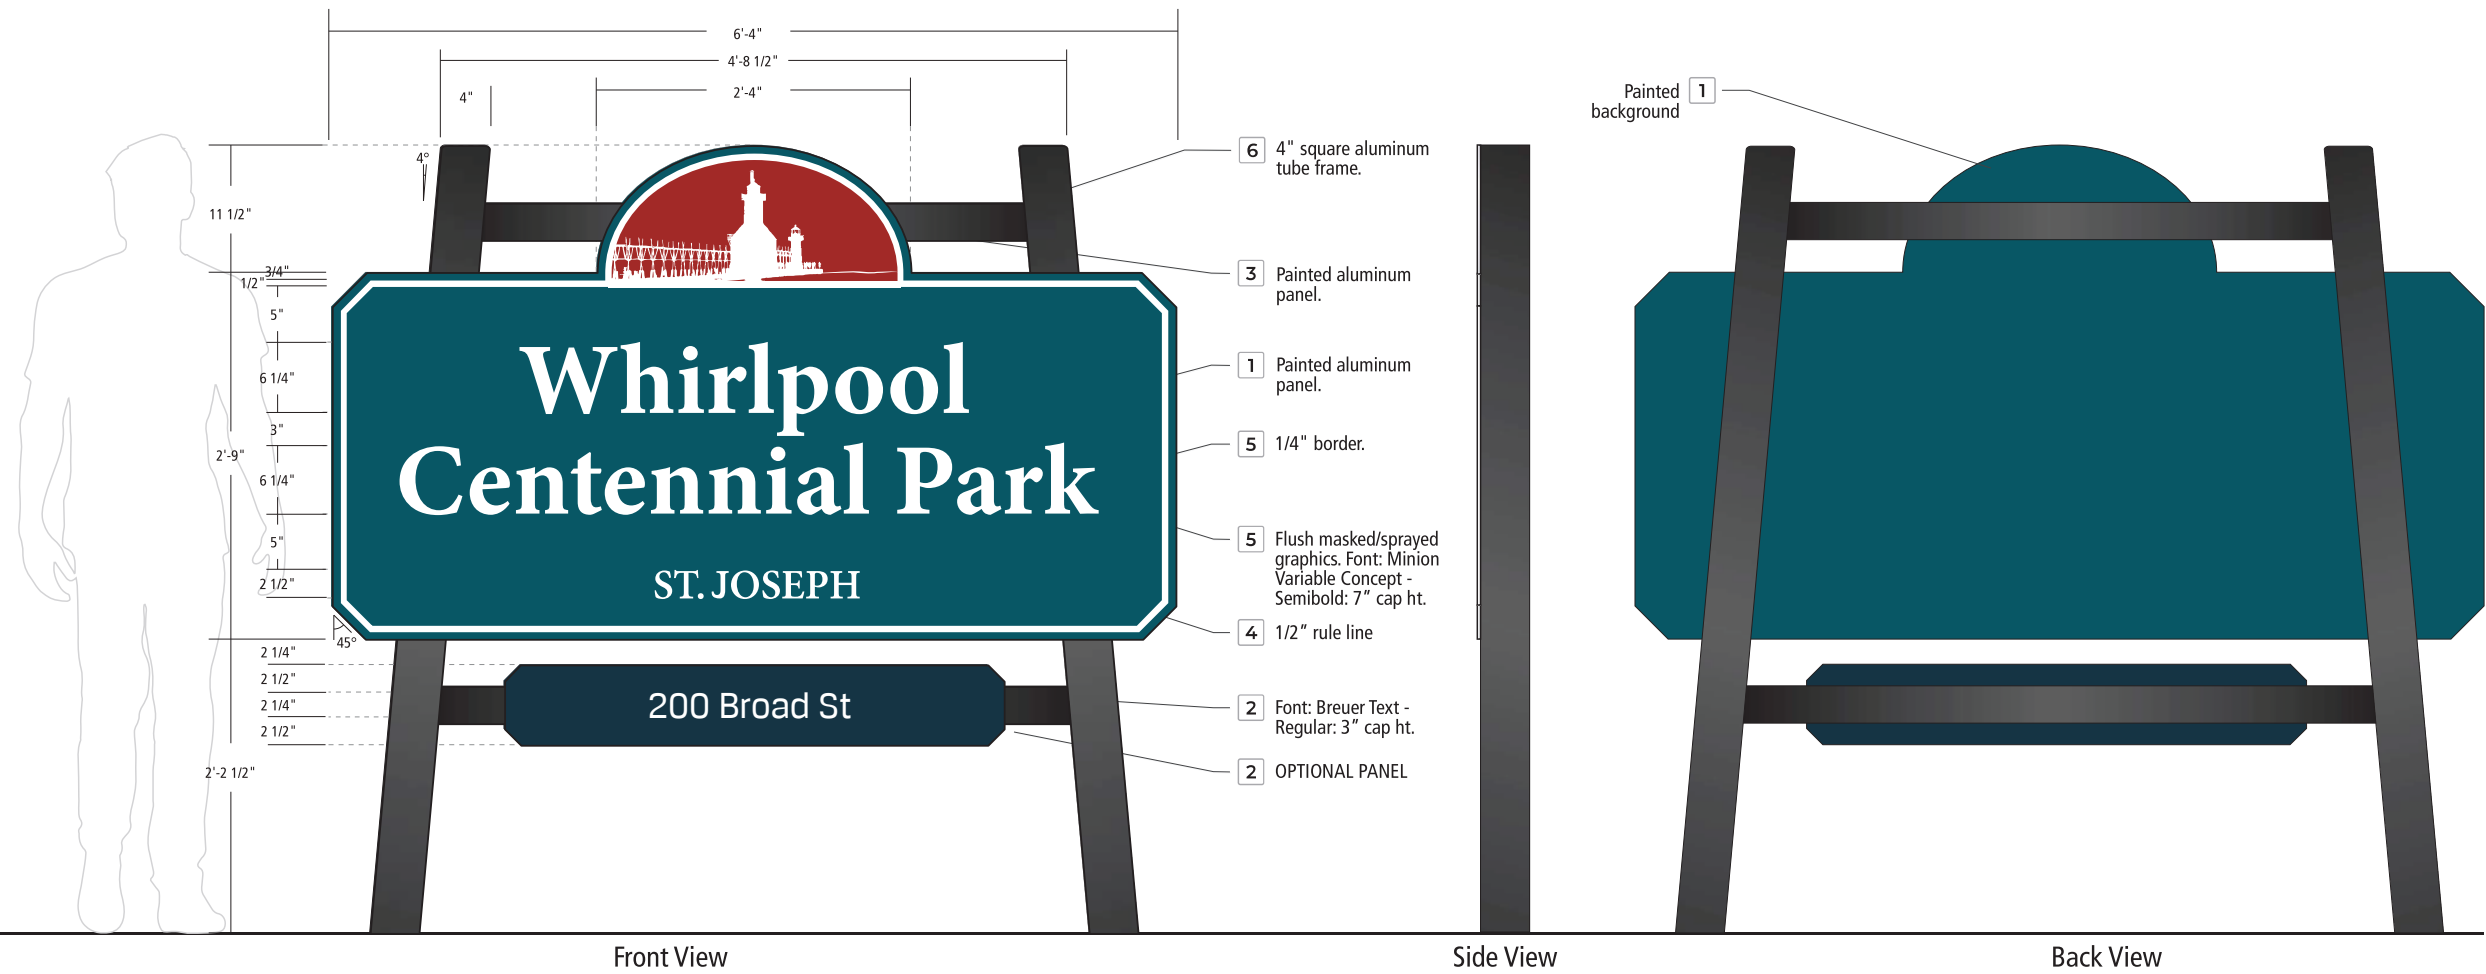 6'-4"
4'-8 1/2"
2'-4"
4"
4°
11 1/2"
3/4"
1/2"
5"
6 1/4"
3"
2'-9"
6 1/4"
5"
2 1/2"
45°
2 1/4"
2 1/2"
2 1/4"
2 1/2"
2'-2 1/2"
Whirlpool
Centennial Park
ST. JOSEPH
200 Broad St
6 4" square aluminum
tube frame.
3 Painted aluminum
panel.
1 Painted aluminum
panel.
5 1/4" border.
5 Flush masked/sprayed
graphics. Font: Minion
Variable Concept -
Semibold: 7” cap ht.
4 1/2” rule line
2 Font: Breuer Text -
Regular: 3” cap ht.
2 OPTIONAL PANEL
Painted 1
background
Front View
Side View
Back View